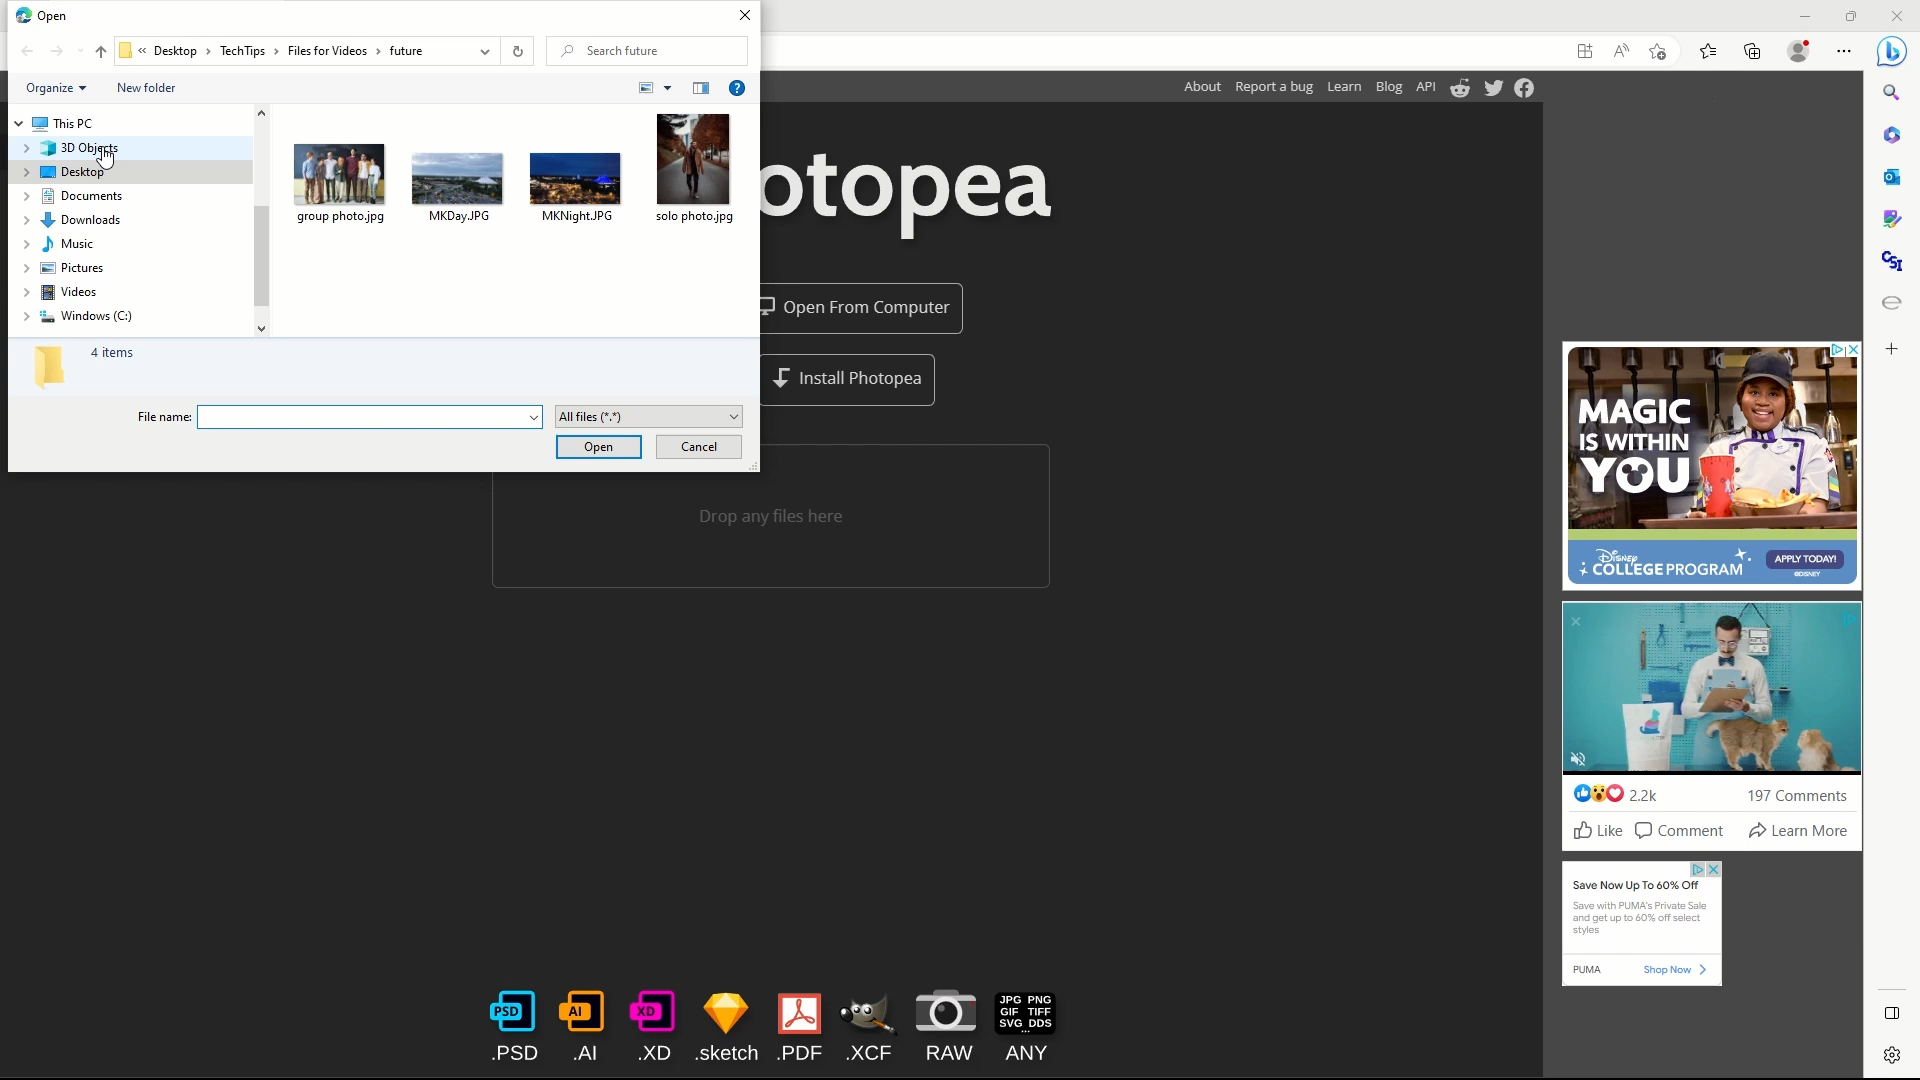 Open
« Desktop › TechTips › Files for Videos › future
Search future
Organize
New folder
This PC
3D Objects
Desktop
Documents
Downloads
Music
Pictures
Videos
Windows (C:)
group photo.jpg
MKDay.JPG
MKNight.JPG
solo photo.jpg
4 items
File name:
All files (*.*)
Open
Cancel
About
Report a bug
Learn
Blog
API
otopea
Open From Computer
Install Photopea
Drop any files here
MAGIC
IS WITHIN
YOU
DISNEY
COLLEGE PROGRAM
APPLY TODAY!
©DISNEY
2.2k
197 Comments
Like
Comment
Learn More
Save Now Up To 60% Off
Save with PUMA's Private Sale
and get up to 60% off select
styles
PUMA
Shop Now
PSD
AI
XD
JPG PNG
GIF TIFF
SVG DDS
...
.PSD
.AI
.XD
.sketch
.PDF
.XCF
RAW
ANY
CSI